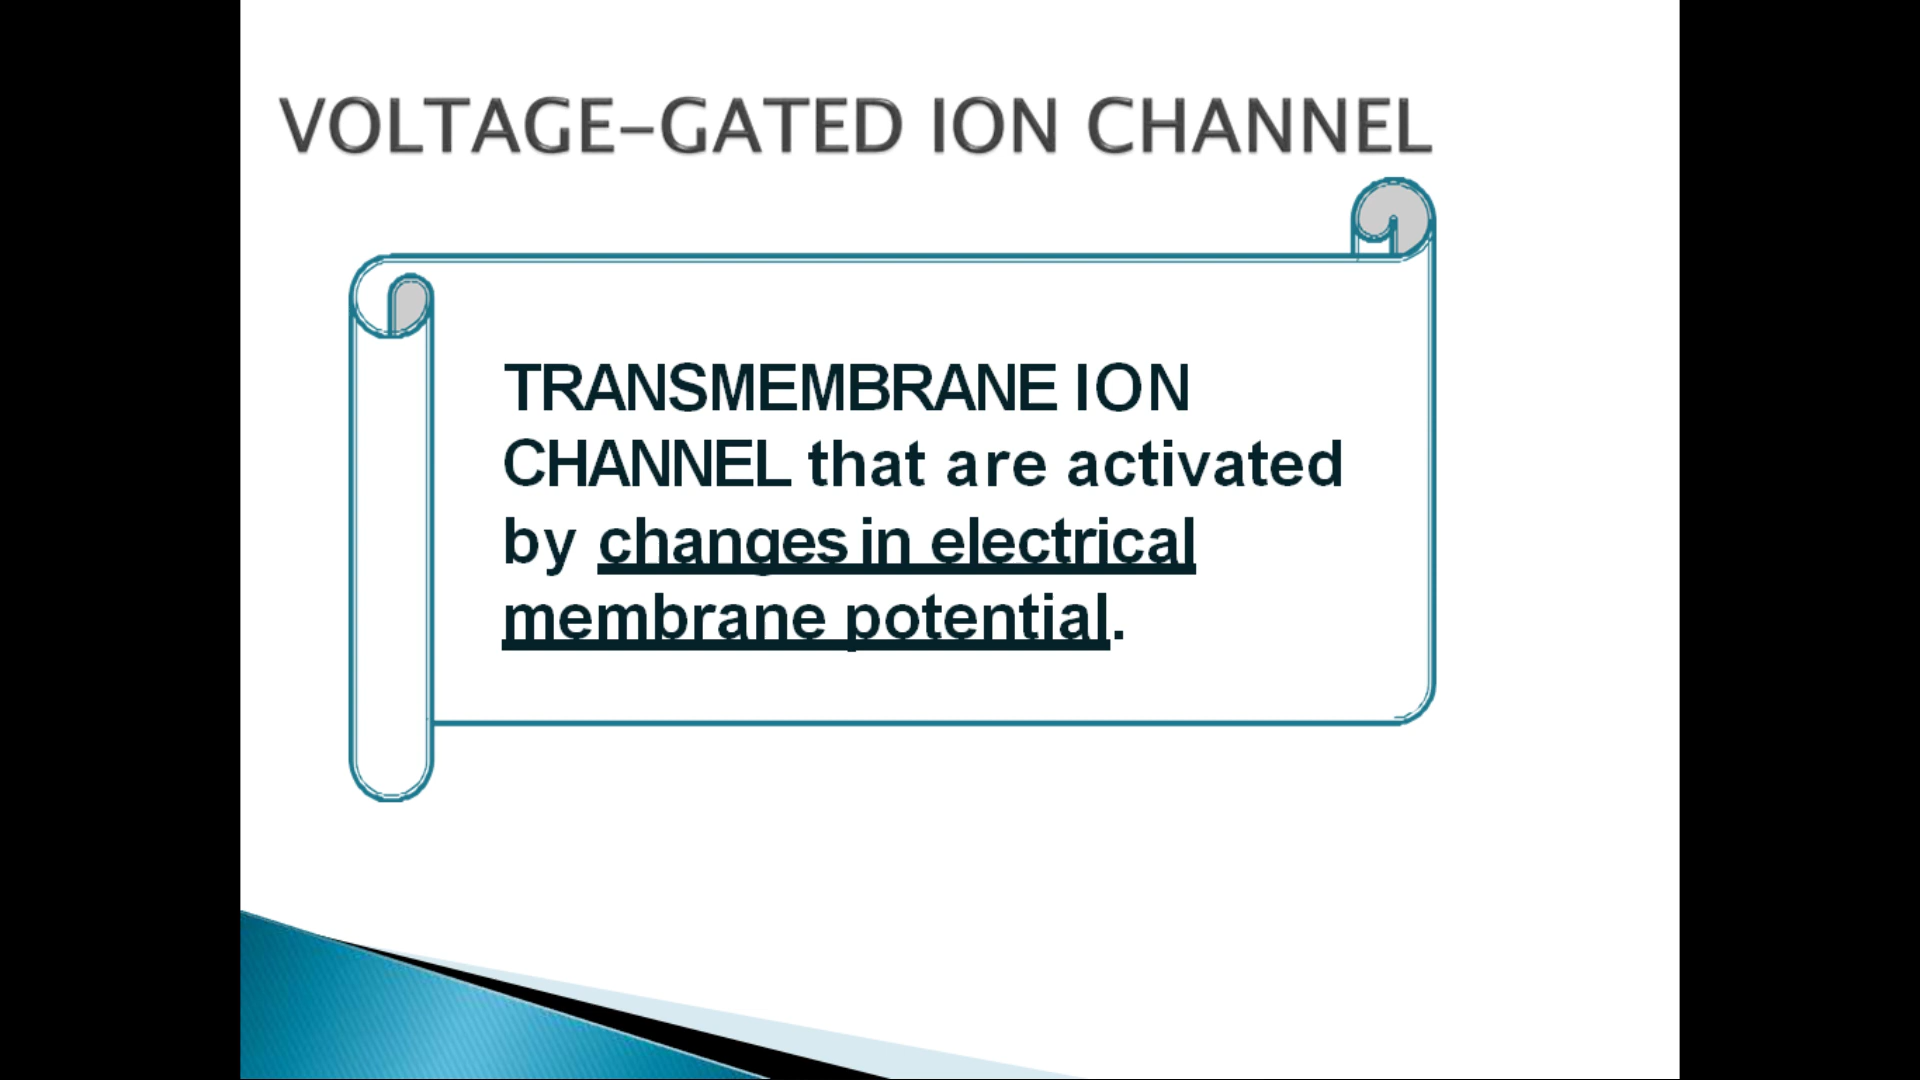 VOLTAGE-GATED ION CHANNEL
TRANSMEMBRANE ION
CHANNEL that are activated
by changes in electrical
membrane potential.